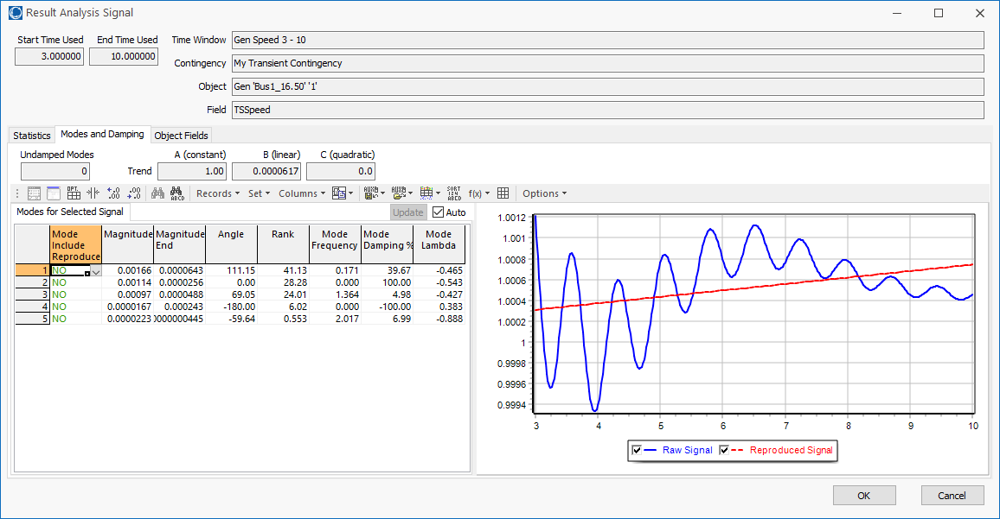 Result Analysis Signal
Start Time Used End Time Used Time Window Gen Speed 3 - 10
3.000000 10.000000
Contingency My Transient Contingency
Object Gen 'Bus1_16.50' '1'
Field TSSpeed
Statistics Modes and Damping Object Fields
Undamped Modes A (constant) B (linear) C (quadratic)
0 Trend 1.00 0.0000617 0.0
Records Set Columns f(x) Options
Modes for Selected Signal Update Auto
Mode Include Reproduce Magnitude Magnitude End Angle Rank Mode Frequency Mode Damping % Mode Lambda
1 NO 0.00166 0.0000643 111.15 41.13 0.171 39.67 -0.465
2 NO 0.00114 0.0000256 0.00 28.28 0.000 100.00 -0.543
3 NO 0.00097 0.0000488 69.05 24.01 1.364 4.98 -0.427
4 NO 0.0000167 0.000243 -180.00 6.02 0.000 -100.00 0.383
5 NO 0.0000223 0000000445 -59.64 0.553 2.017 6.99 -0.888
1.0012
1.001
1.0008
1.0006
1.0004
1.0002
1
0.9998
0.9996
0.9994
3 4 5 6 7 8 9 10
Raw Signal Reproduced Signal
OK Cancel